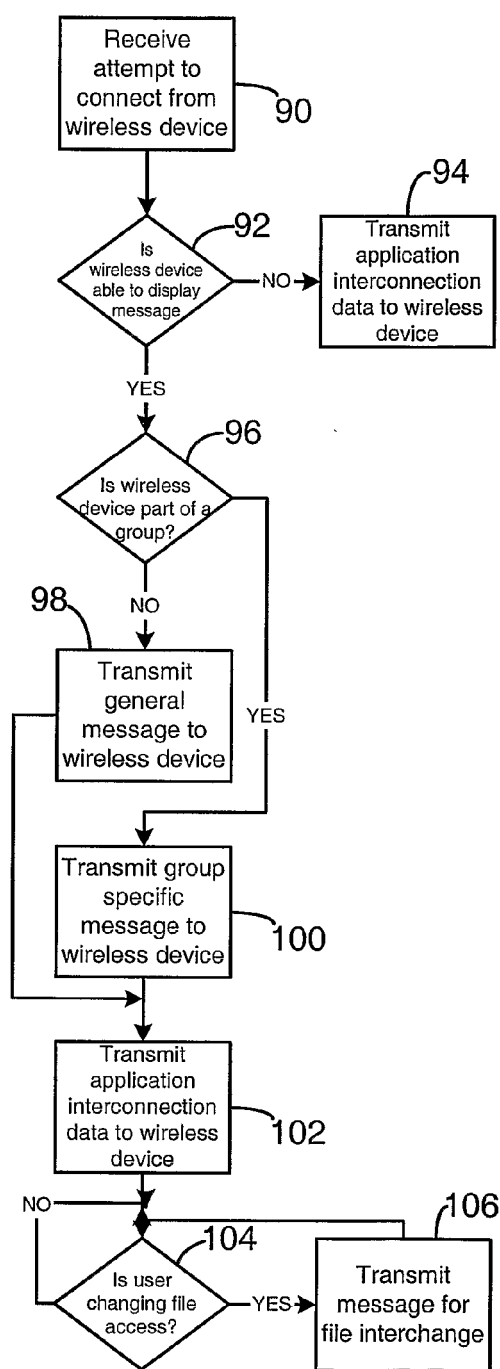 Receive
attempt to
connect from
wireless device
90
92
Is
wireless device
able to display
message
NO
94
Transmit
application
interconnection
data to wireless
device
YES
96
Is wireless
device part of a
group?
NO
YES
98
Transmit
general
message to
wireless device
Transmit group
specific
message to
wireless device
100
Transmit
application
interconnection
data to wireless
device
102
NO
104
Is user
changing file
access?
YES
106
Transmit
message for
file interchange